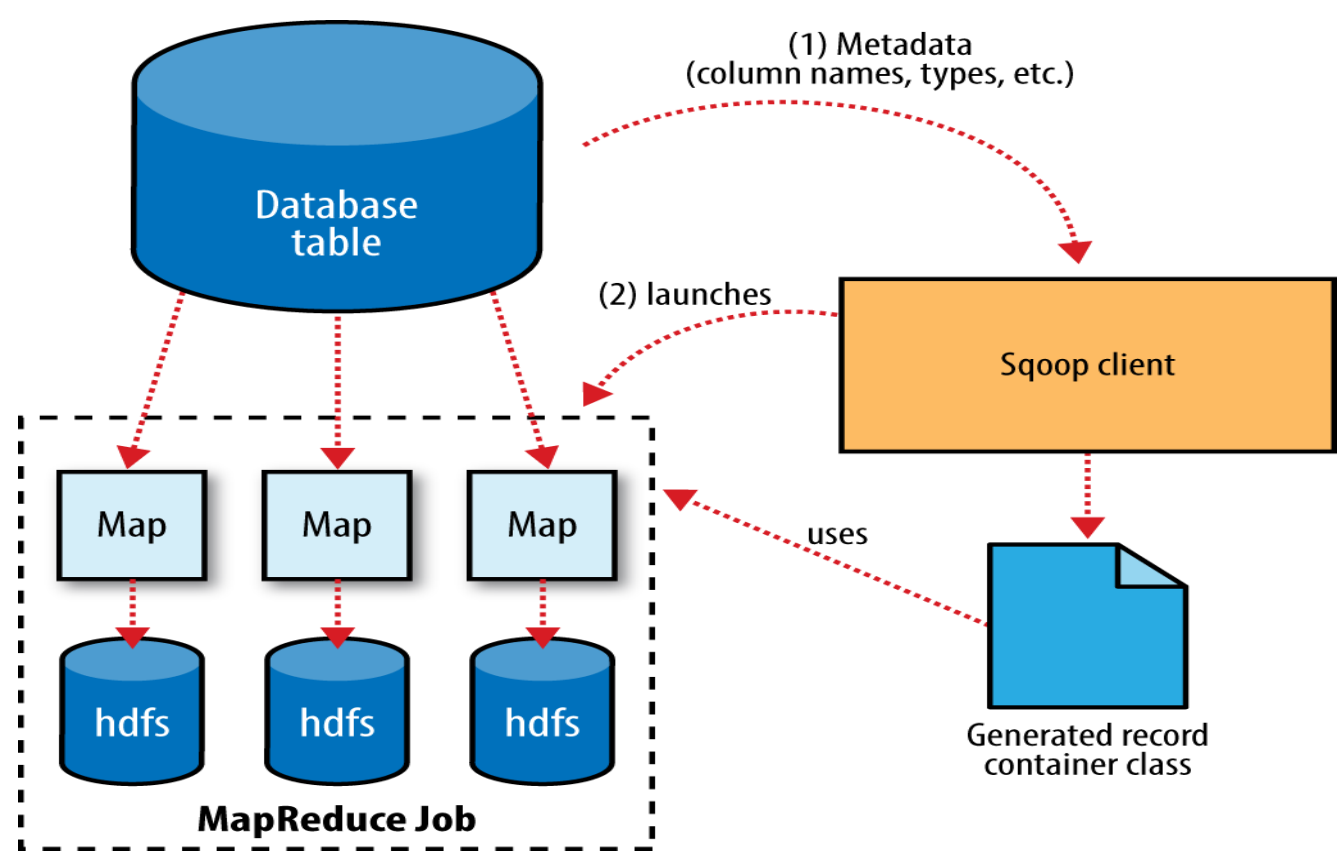 (1) Metadata
(column names, types, etc.)
Database
table
(2) launches
Sqoop client
Map
Map
Map
uses
hdfs
hdfs
hdfs
Generated record
container class
MapReduce Job